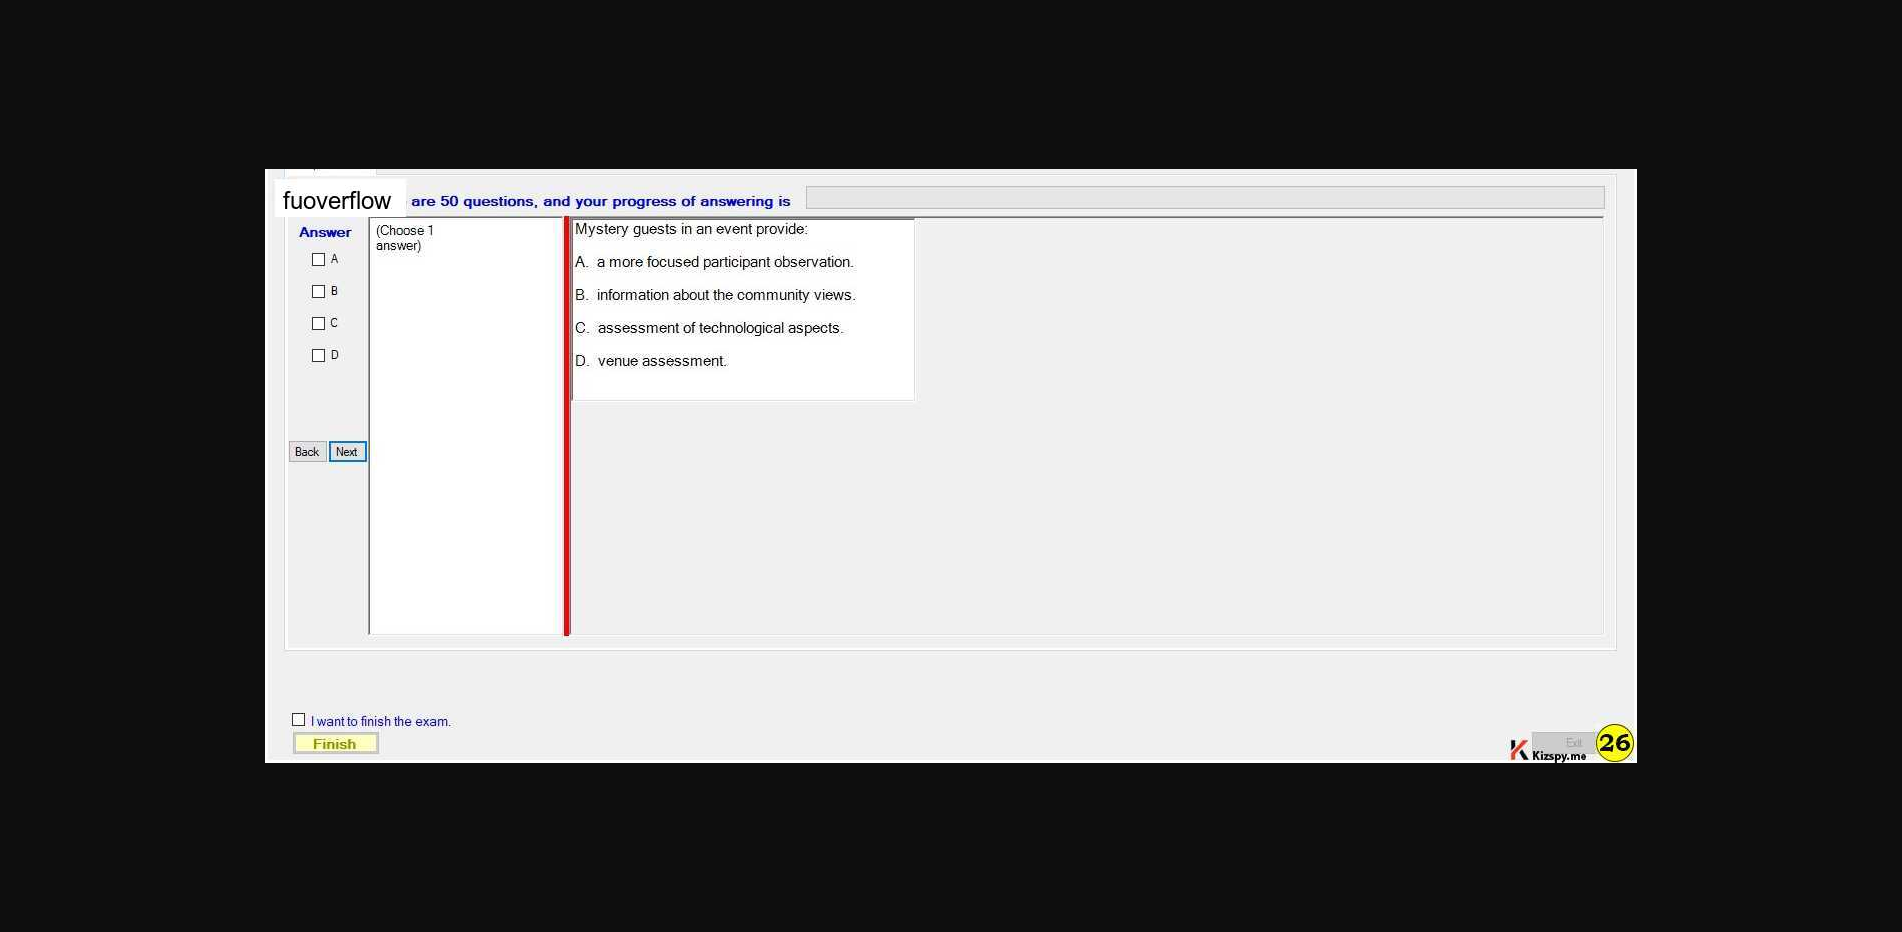 fuoverflow are 50 questions, and your progress of answering is
Answer
(Choose 1
answer)
A
B
C
D
Back Next
Mystery guests in an event provide:
A. a more focused participant observation.
B. information about the community views.
C. assessment of technological aspects.
D. venue assessment.
I want to finish the exam.
Finish
Exit
Kizspy.me
26